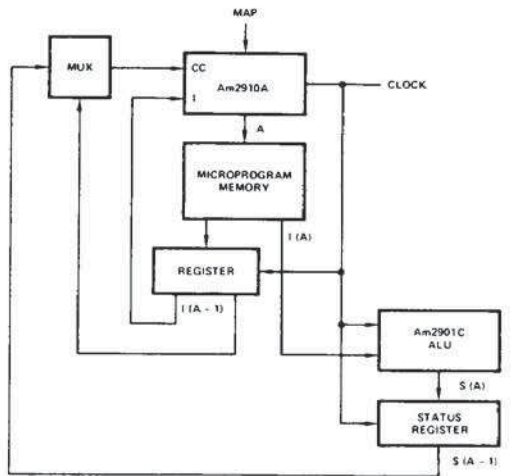 MAP
MUX
CC
I
Am2910A
CLOCK
A
MICROPROGRAM
MEMORY
I (A)
REGISTER
I (A - 1)
Am2901C
ALU
S (A)
STATUS
REGISTER
S (A - 1)